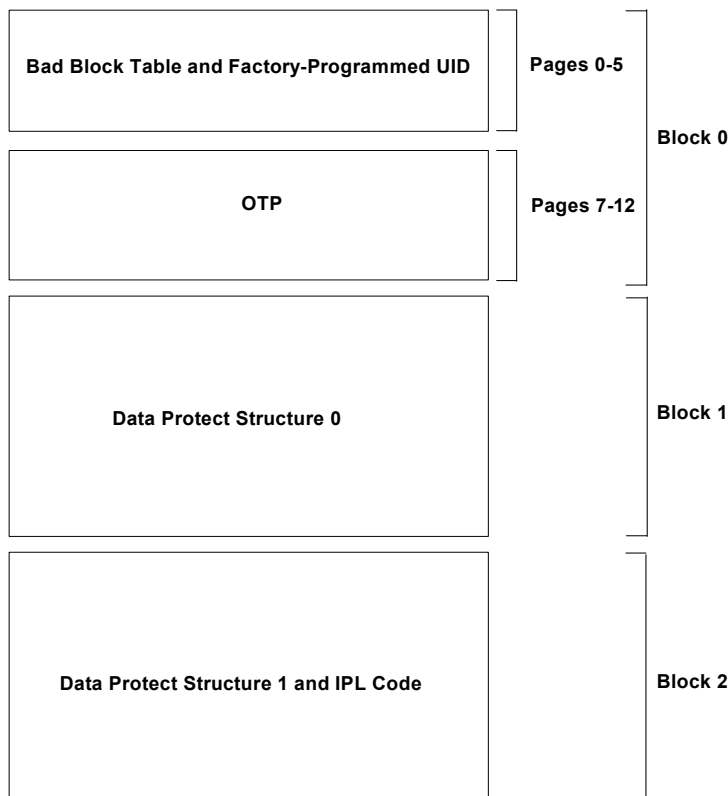 Bad Block Table and Factory-Programmed UID
Pages 0-5
Block 0
OTP
Pages 7-12
Data Protect Structure 0
Block 1
Data Protect Structure 1 and IPL Code
Block 2